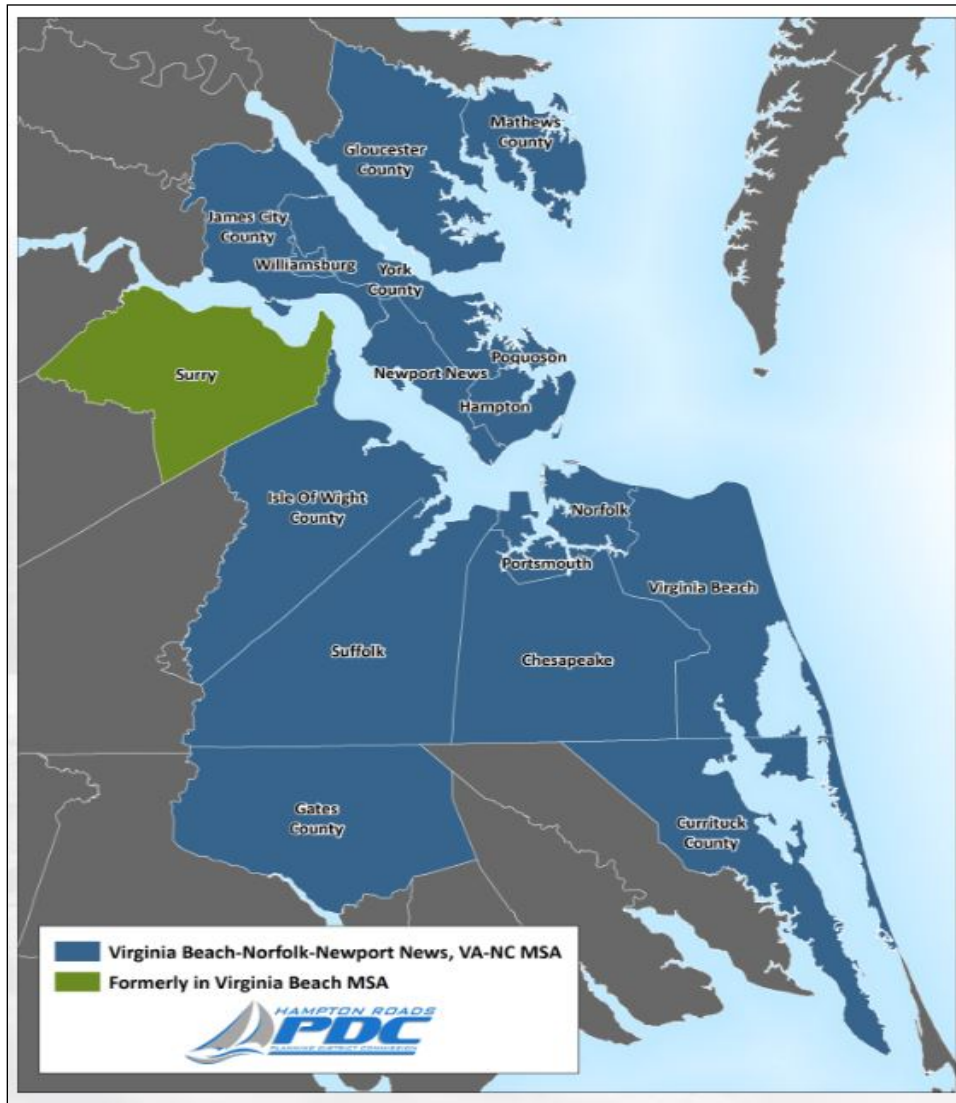 Mathews
County
Gloucester
County
James City
County
Williamsburg
York
County
Surry
Newport News
Poquoson
Hampton
Isle Of Wight
County
Norfolk
Portsmouth
Virginia Beach
Suffolk
Chesapeake
Gates
County
Currituck
County
Virginia Beach-Norfolk-Newport News, VA-NC MSA
Formerly in Virginia Beach MSA
HAMPTON ROADS
PDC
PLANNING DISTRICT COMMISSION